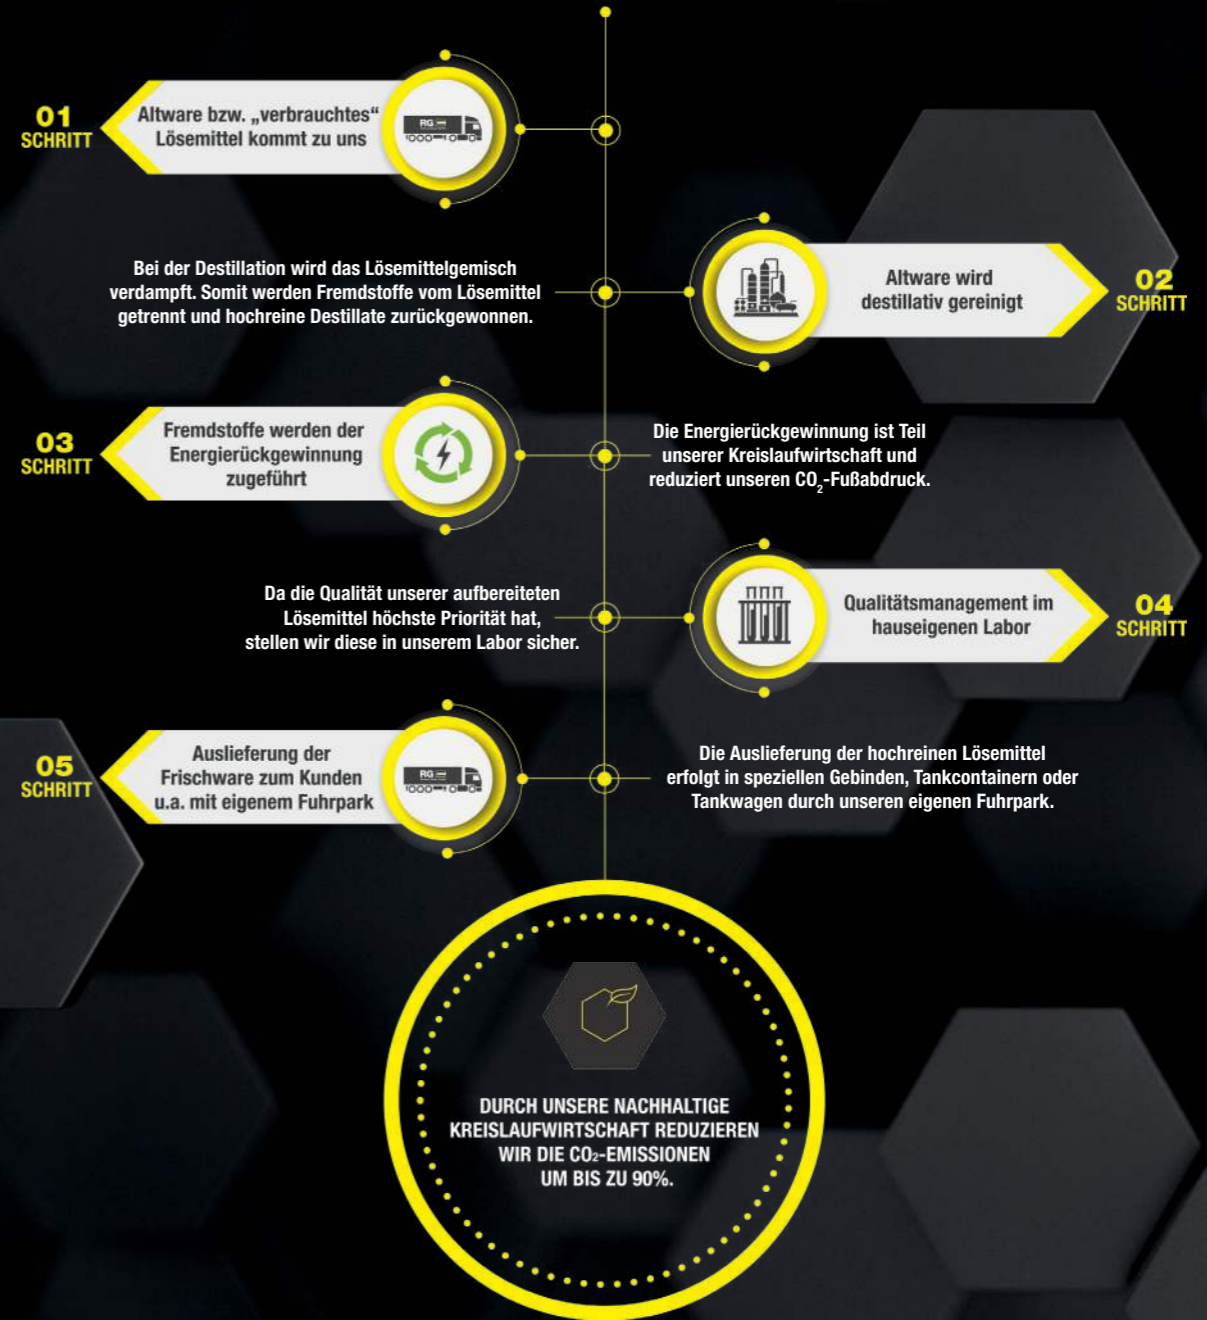 01
SCHRITT
Altware bzw. „verbrauchtes“
Lösemittel kommt zu uns
RG
02
SCHRITT
Altware wird
destillativ gereinigt
Bei der Destillation wird das Lösemittelgemisch
verdampft. Somit werden Fremdstoffe vom Lösemittel
getrennt und hochreine Destillate zurückgewonnen.
03
SCHRITT
Fremdstoffe werden der
Energierückgewinnung
zugeführt
Die Energierückgewinnung ist Teil
unserer Kreislaufwirtschaft und
reduziert unseren CO₂-Fußabdruck.
04
SCHRITT
Qualitätsmanagement im
hauseigenen Labor
Da die Qualität unserer aufbereiteten
Lösemittel höchste Priorität hat,
stellen wir diese in unserem Labor sicher.
05
SCHRITT
Auslieferung der
Frischware zum Kunden
u.a. mit eigenem Fuhrpark
RG
Die Auslieferung der hochreinen Lösemittel
erfolgt in speziellen Gebinden, Tankcontainern oder
Tankwagen durch unseren eigenen Fuhrpark.
DURCH UNSERE NACHHALTIGE
KREISLAUFWIRTSCHAFT REDUZIEREN
WIR DIE CO₂-EMISSIONEN
UM BIS ZU 90%.